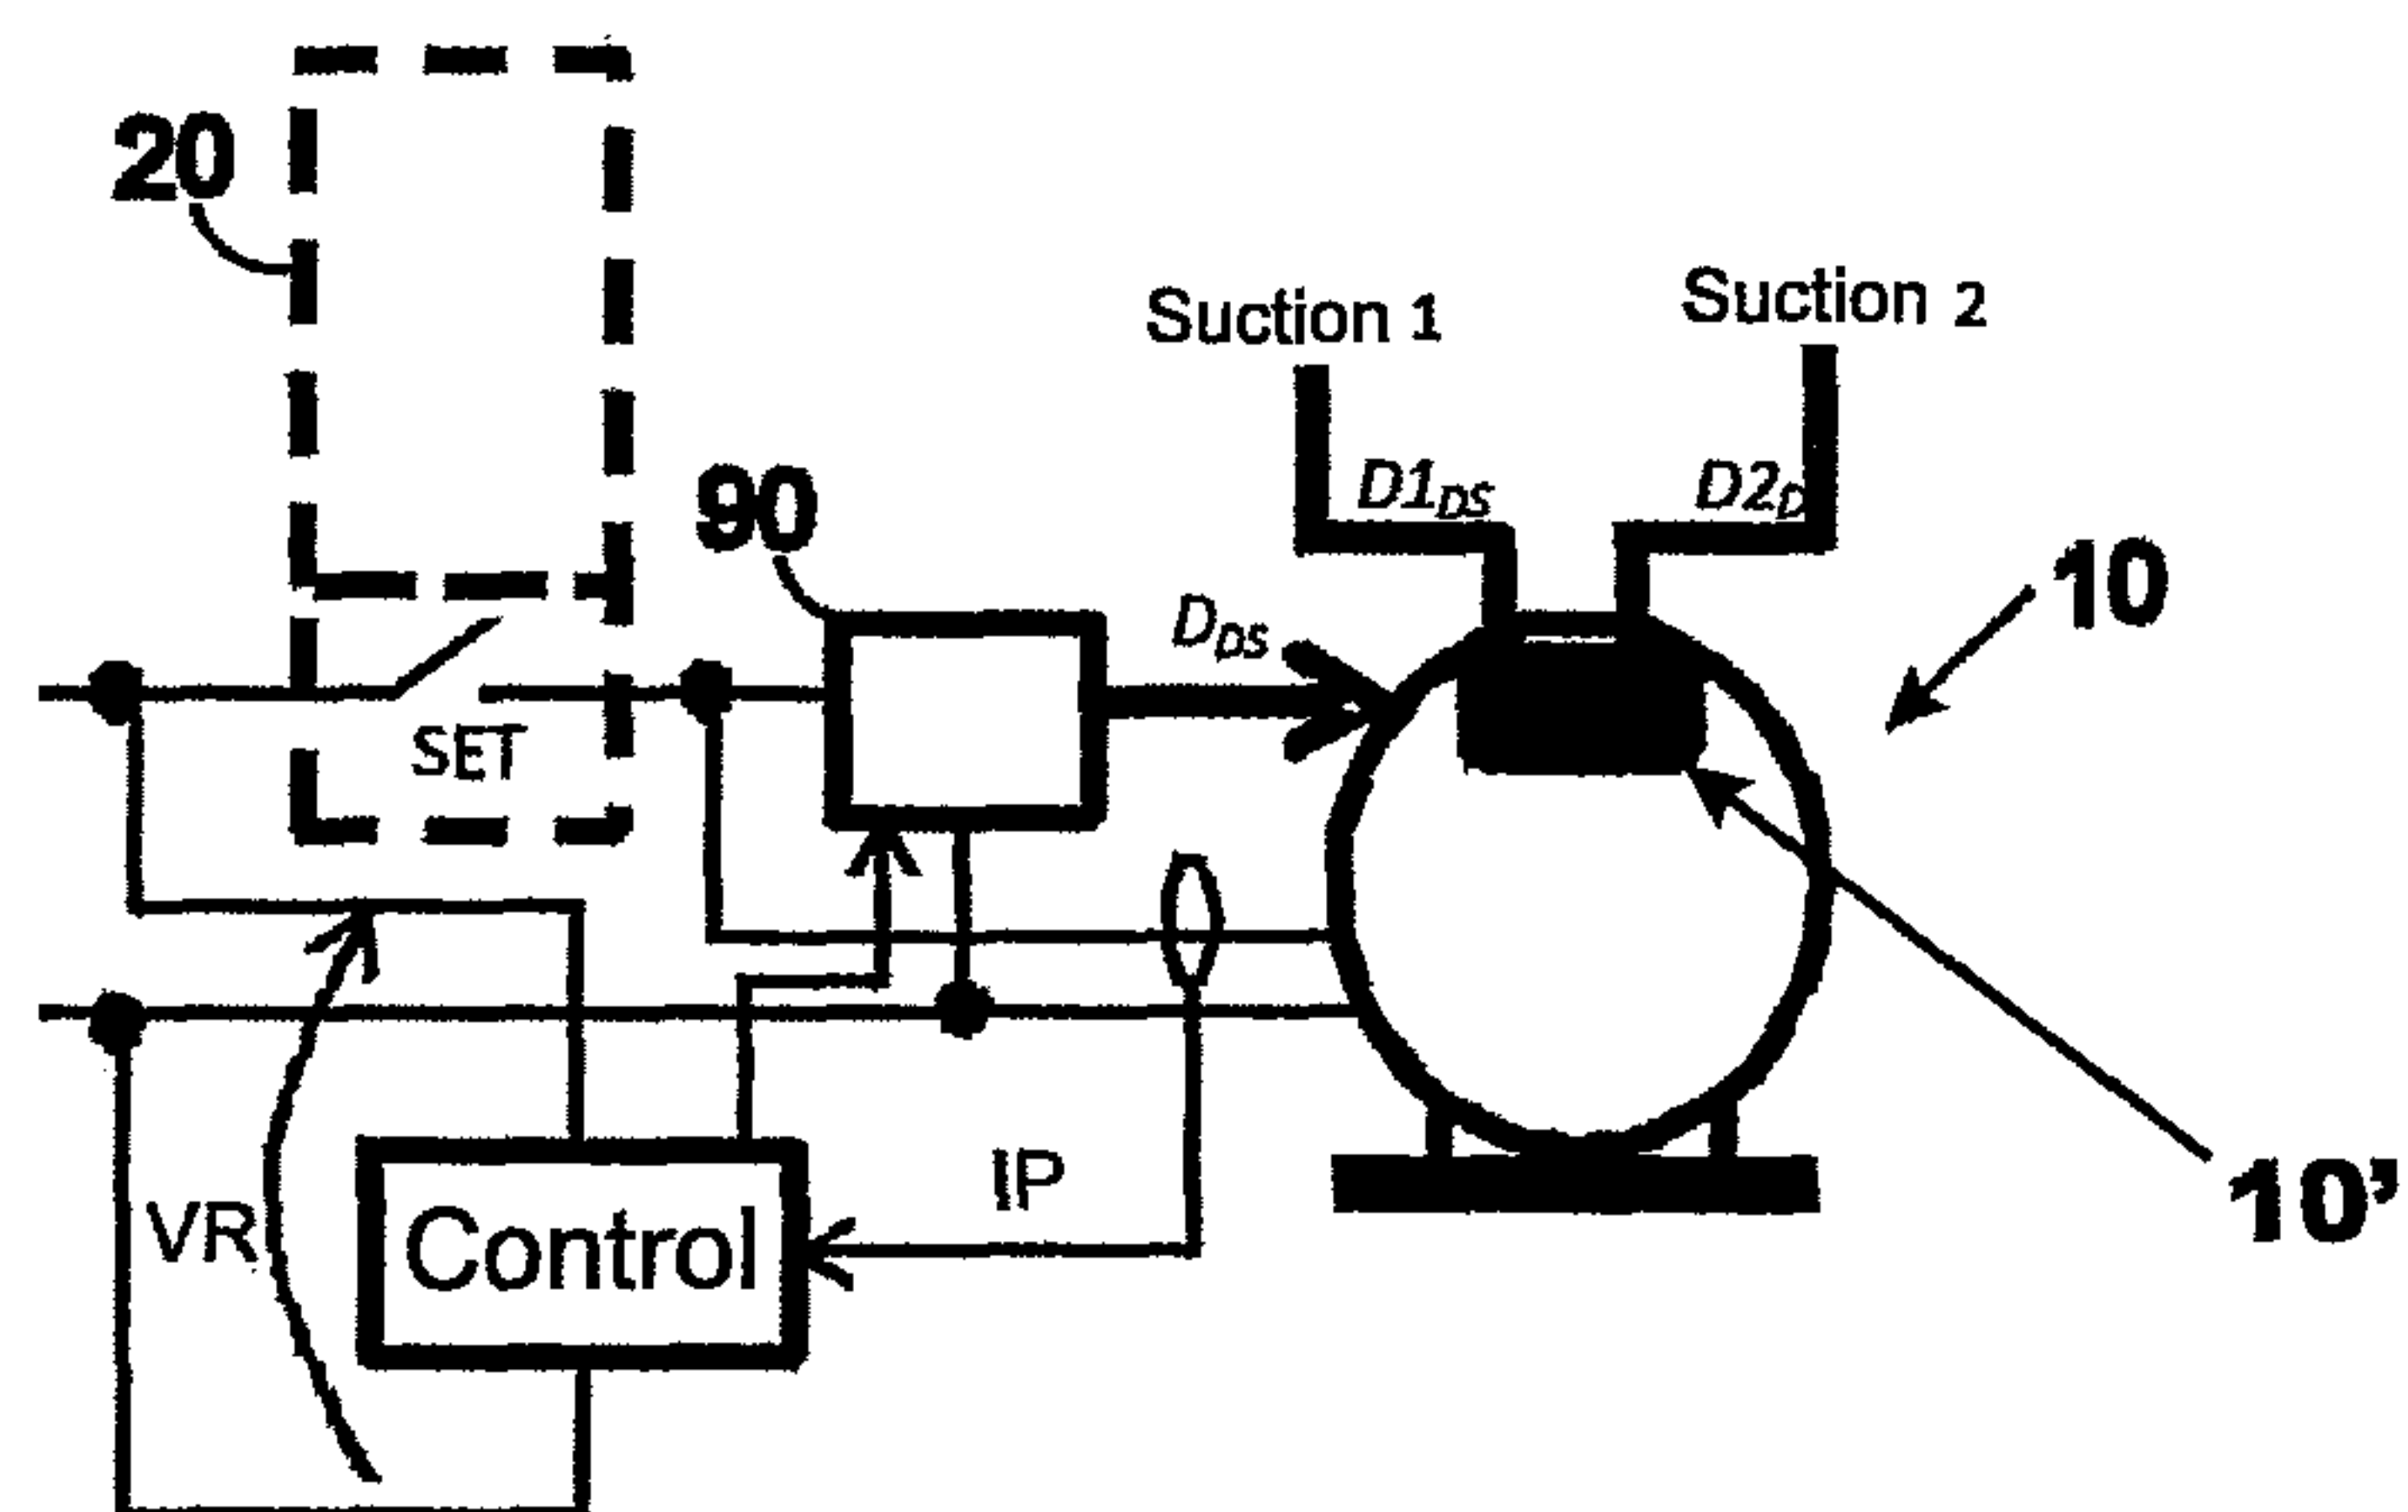 20
Suction 1
Suction 2
D1DS
D2D
90
10
DDS
SET
IP
VR
Control
10’